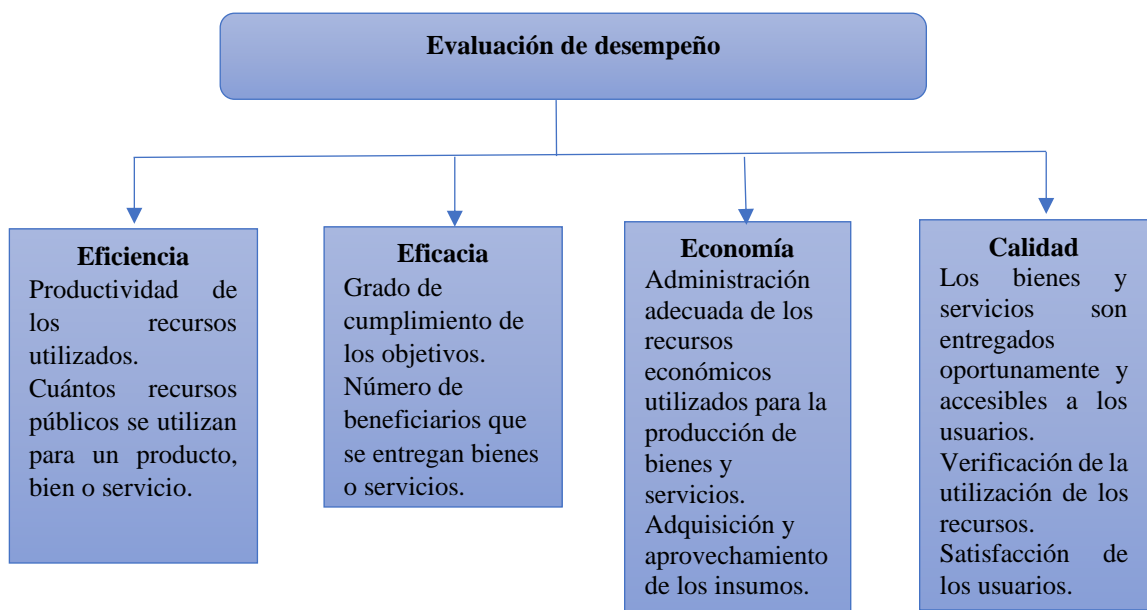 Evaluación de desempeño
Eficiencia
Productividad de
los recursos
utilizados.
Cuántos recursos
públicos se utilizan
para un producto,
bien o servicio.
Eficacia
Grado de
cumplimiento de
los objetivos.
Número de
beneficiarios que
se entregan bienes
o servicios.
Economía
Administración
adecuada de los
recursos
económicos
utilizados para la
producción de
bienes y
servicios.
Adquisición y
aprovechamiento
de los insumos.
Calidad
Los bienes y
servicios son
entregados
oportunamente y
accesibles a los
usuarios.
Verificación de la
utilización de los
recursos.
Satisfacción de
los usuarios.